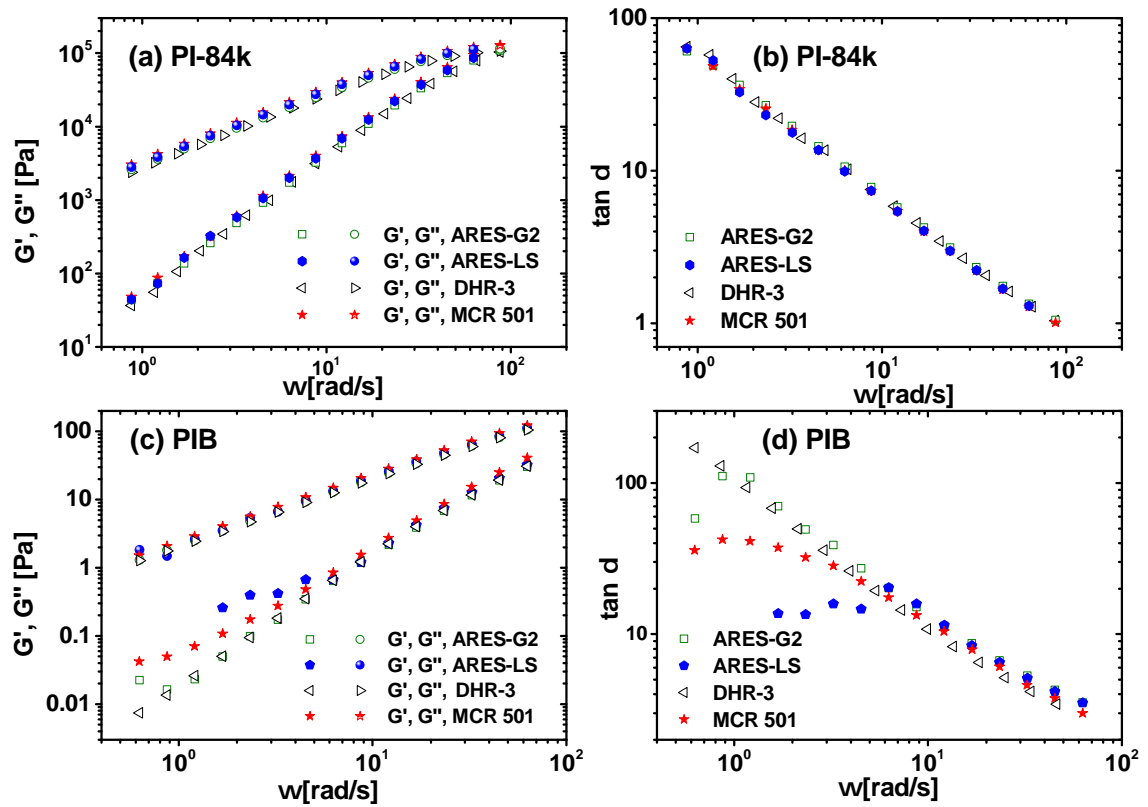 (a) PI-84k
G', G'' [Pa]
10^5
10^4
10^3
10^2
10^1
G', G'', ARES-G2
G', G'', ARES-LS
G', G'', DHR-3
G', G'', MCR 501
10^0
10^1
10^2
w[rad/s]
(b) PI-84k
tan d
100
10
1
ARES-G2
ARES-LS
DHR-3
MCR 501
10^0
10^1
10^2
w[rad/s]
(c) PIB
G', G'' [Pa]
100
10
1
0.1
0.01
G', G'', ARES-G2
G', G'', ARES-LS
G', G'', DHR-3
G', G'', MCR 501
10^0
10^1
10^2
w[rad/s]
(d) PIB
tan d
100
10
ARES-G2
ARES-LS
DHR-3
MCR 501
10^0
10^1
10^2
w[rad/s]